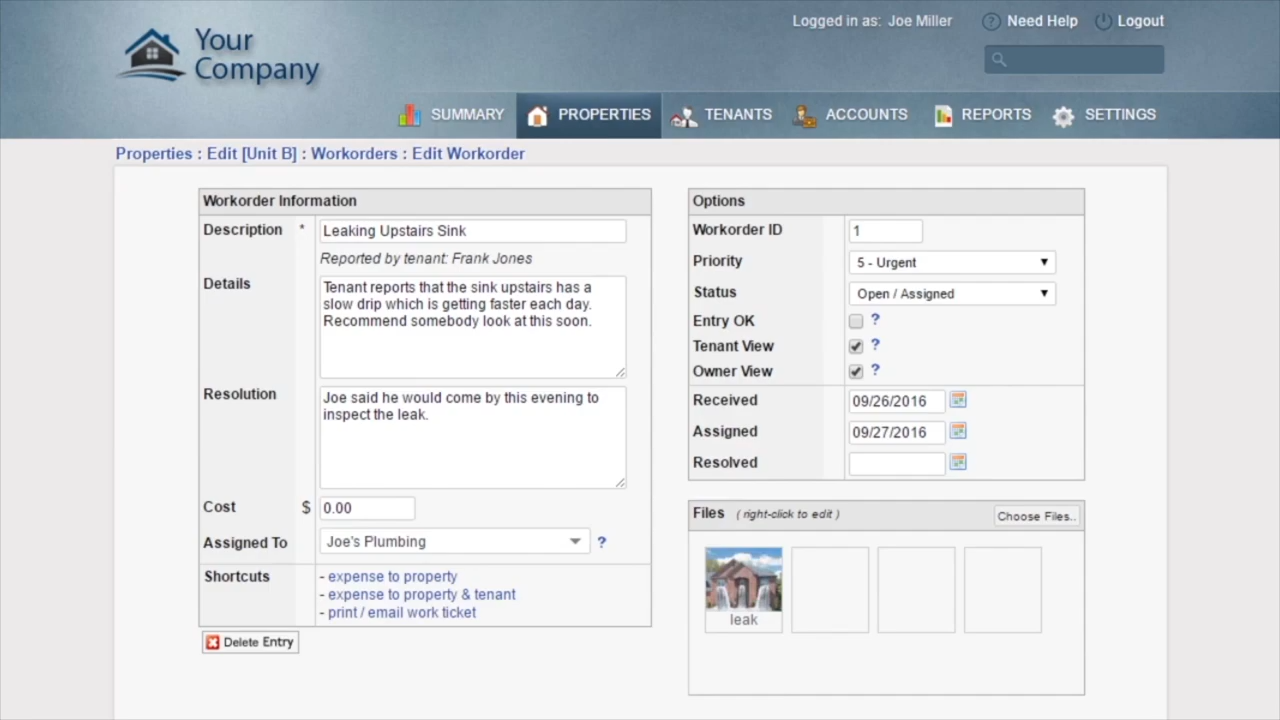 Your
Company
Logged in as: Joe Miller
? Need Help
Logout
SUMMARY
PROPERTIES
TENANTS
ACCOUNTS
REPORTS
SETTINGS
Properties : Edit [Unit B] : Workorders : Edit Workorder
Workorder Information
Description *
Leaking Upstairs Sink
Reported by tenant: Frank Jones
Details
Tenant reports that the sink upstairs has a
slow drip which is getting faster each day.
Recommend somebody look at this soon.
Resolution
Joe said he would come by this evening to
inspect the leak.
Cost $ 0.00
Assigned To Joe's Plumbing ?
Shortcuts
- expense to property
- expense to property & tenant
- print / email work ticket
Delete Entry
Options
Workorder ID 1
Priority 5 - Urgent
Status Open / Assigned
Entry OK ?
Tenant View ?
Owner View ?
Received 09/26/2016
Assigned 09/27/2016
Resolved
Files ( right-click to edit ) Choose Files..
leak